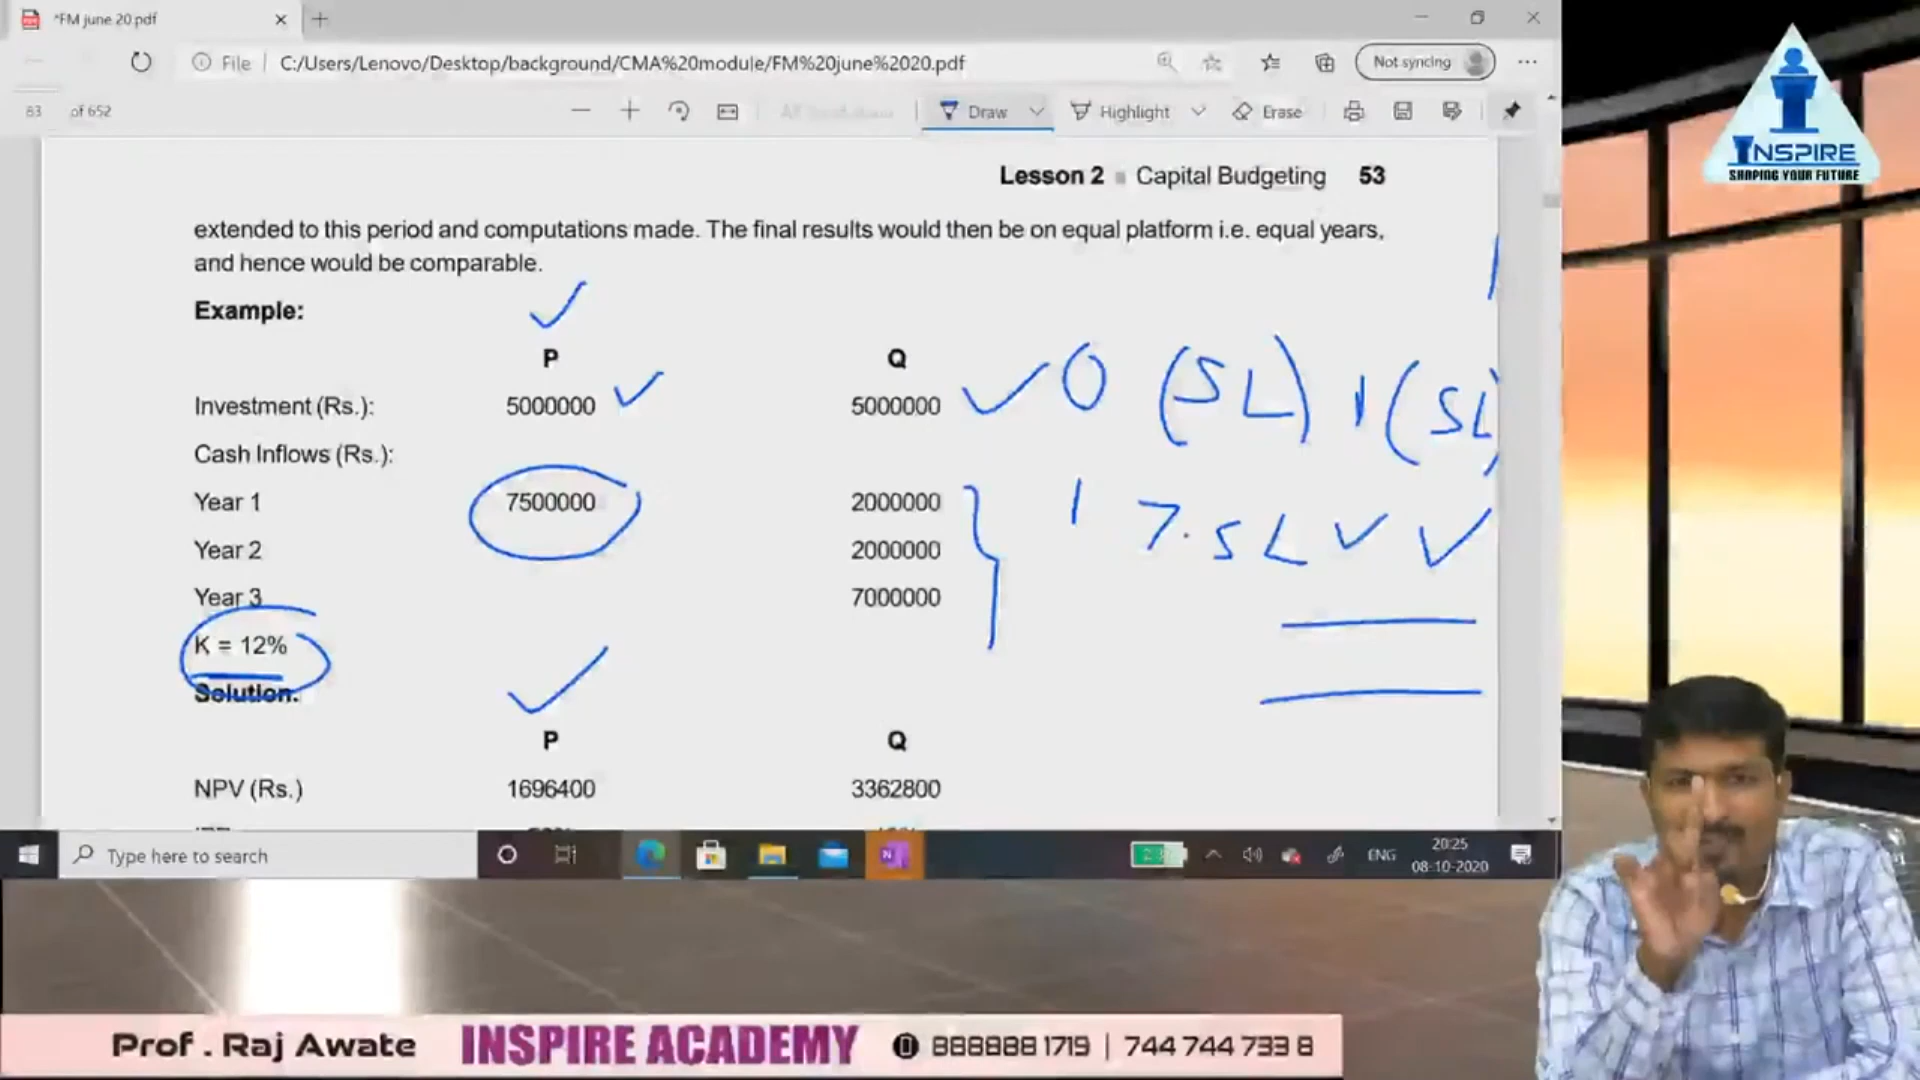 *FM june 20.pdf
File C:/Users/Lenovo/Desktop/background/CMA%20module/FM%20june%2020.pdf Not syncing
83 of 652 Draw Highlight Erase
Lesson 2 Capital Budgeting 53
extended to this period and computations made. The final results would then be on equal platform i.e. equal years,
and hence would be comparable.
Example:
P Q
Investment (Rs.): 5000000 5000000 0 (5L) 1 (5L)
Cash Inflows (Rs.):
Year 1 7500000 2000000 1 7.5L
Year 2 2000000
Year 3 7000000
K = 12%
Solution:
P Q
NPV (Rs.) 1696400 3362800
Type here to search ENG 20:25
08-10-2020
INSPIRE
SHAPING YOUR FUTURE
Prof . Raj Awate INSPIRE ACADEMY 888888 1719 | 744 744 733 8